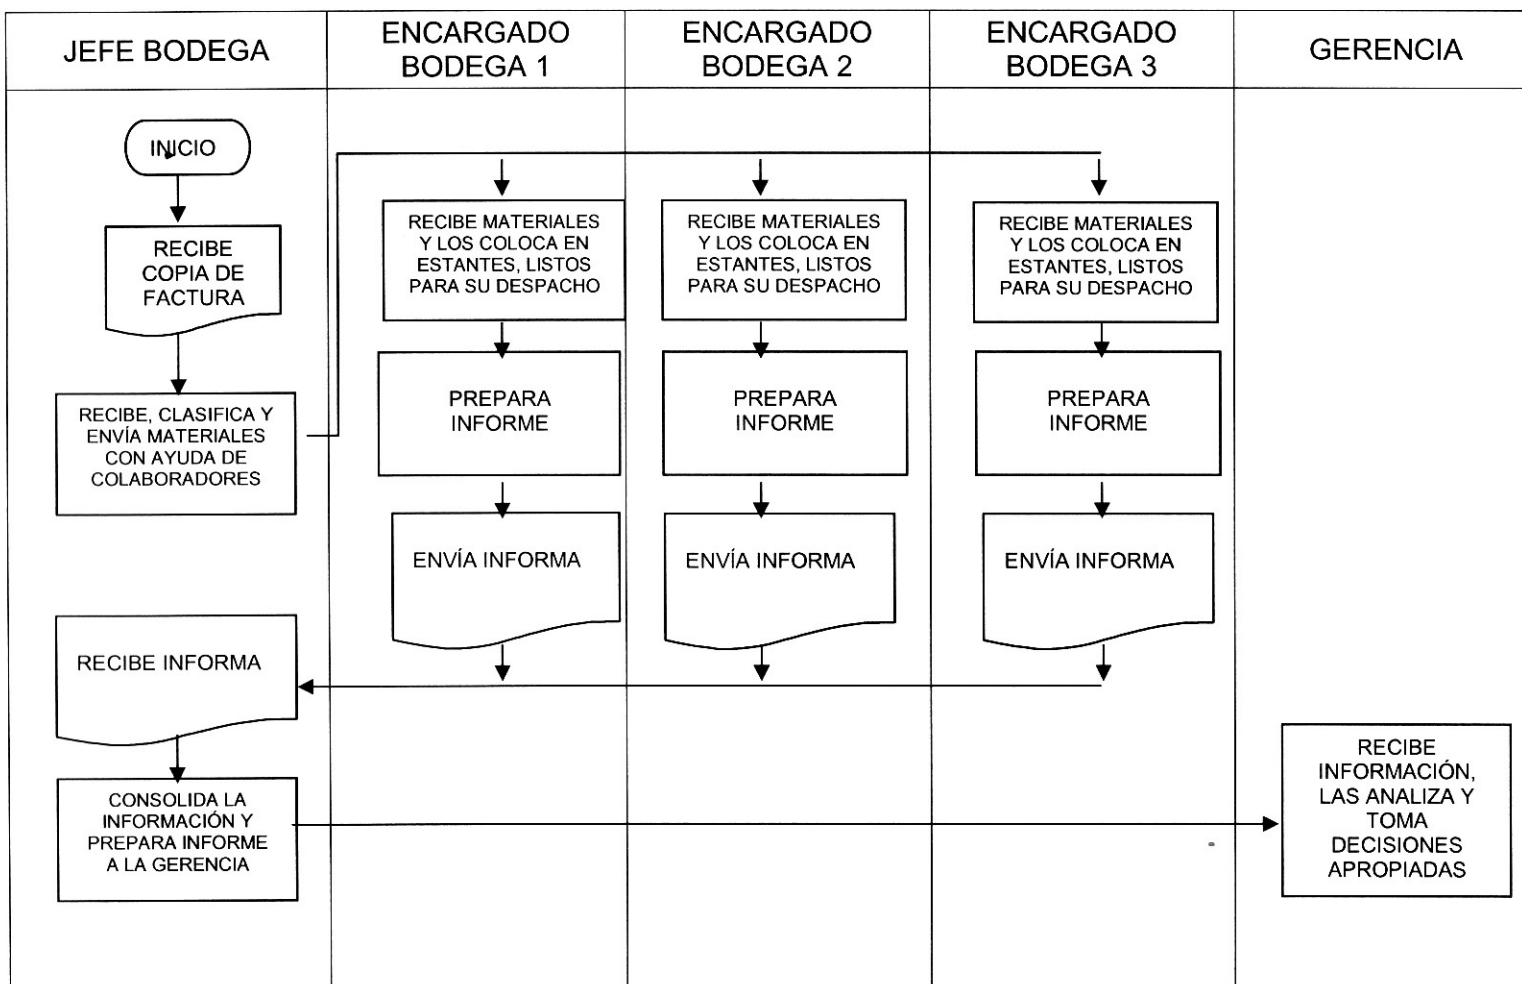 JEFE BODEGA
ENCARGADO
BODEGA 1
ENCARGADO
BODEGA 2
ENCARGADO
BODEGA 3
GERENCIA
INICIO
RECIBE
COPIA DE
FACTURA
RECIBE, CLASIFICA Y
ENVÍA MATERIALES
CON AYUDA DE
COLABORADORES
RECIBE MATERIALES
Y LOS COLOCA EN
ESTANTES, LISTOS
PARA SU DESPACHO
PREPARA
INFORME
ENVÍA INFORMA
RECIBE MATERIALES
Y LOS COLOCA EN
ESTANTES, LISTOS
PARA SU DESPACHO
PREPARA
INFORME
ENVÍA INFORMA
RECIBE MATERIALES
Y LOS COLOCA EN
ESTANTES, LISTOS
PARA SU DESPACHO
PREPARA
INFORME
ENVÍA INFORMA
RECIBE INFORMA
CONSOLIDA LA
INFORMACIÓN Y
PREPARA INFORME
A LA GERENCIA
RECIBE
INFORMACIÓN,
LAS ANALIZA Y
TOMA
DECISIONES
APROPIADAS